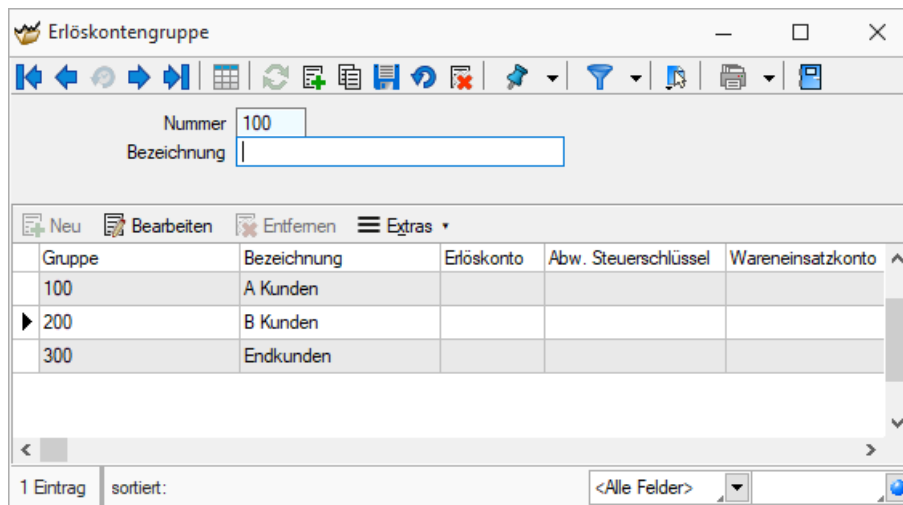 Erlöskontengruppe
Nummer 100
Bezeichnung
Neu Bearbeiten Entfernen Extras
Gruppe Bezeichnung Erlöskonto Abw. Steuerschlüssel Wareneinsatzkonto
100 A Kunden
200 B Kunden
300 Endkunden
1 Eintrag sortiert: <Alle Felder>